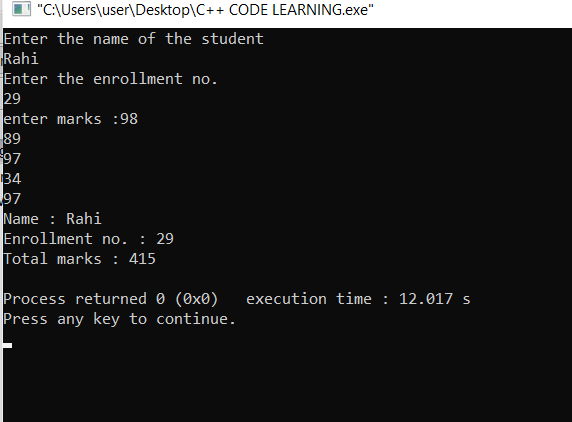 "C:\Users\user\Desktop\C++ CODE LEARNING.exe"
Enter the name of the student
Rahi
Enter the enrollment no.
29
enter marks :98
89
97
34
97
Name : Rahi
Enrollment no. : 29
Total marks : 415
Process returned 0 (0x0)   execution time : 12.017 s
Press any key to continue.